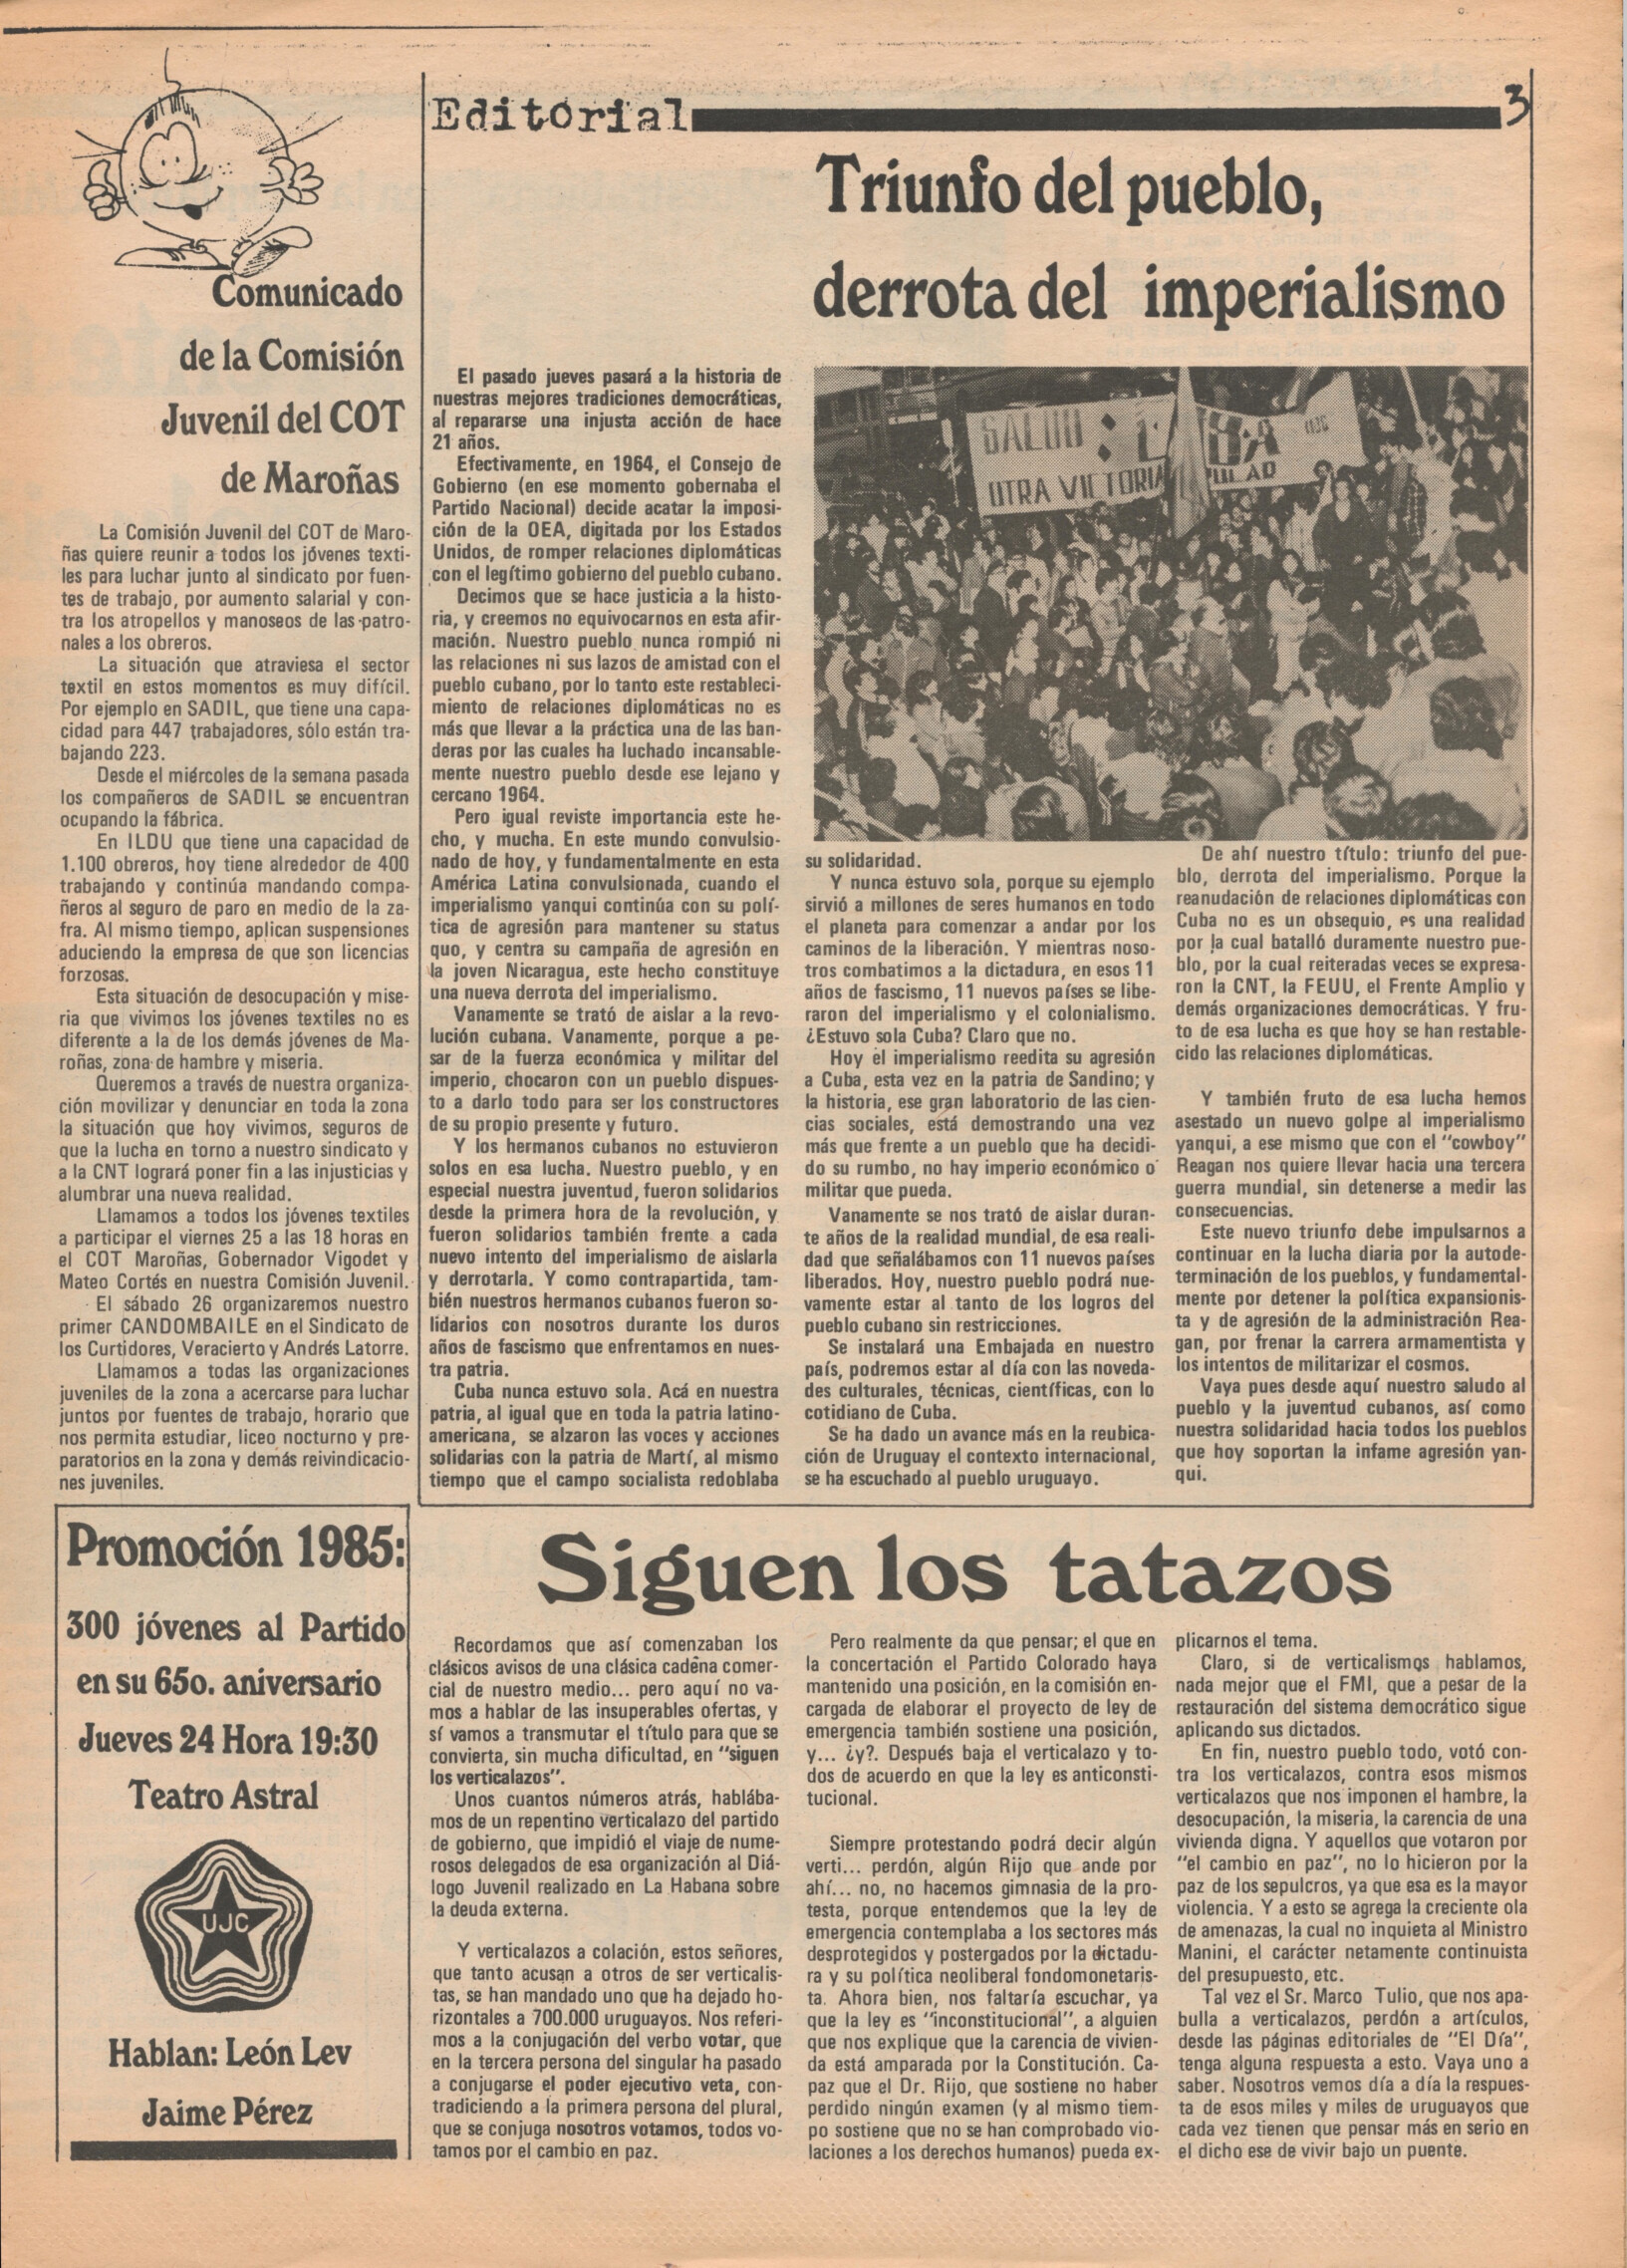 Comunicado
de la Comisión
Juvenil del COT
de Maroñas
La Comisión Juvenil del COT de Maro-
ñas quiere reunir a todos los jóvenes texti-
les para luchar junto al sindicato por fuen-
tes de trabajo, por aumento salarial y con-
tra los atropellos y manoseos de las patro-
nales a los obreros.
La situación que atraviesa el sector
textil en estos momentos es muy difícil.
Por ejemplo en SADIL, que tiene una capa-
cidad para 447 trabajadores, sólo están tra-
bajando 223.
Desde el miércoles de la semana pasada
los compañeros de SADIL se encuentran
ocupando la fábrica.
En ILDU que tiene una capacidad de
1.100 obreros, hoy tiene alrededor de 400
trabajando y continúa mandando compa-
ñeros al seguro de paro en medio de la za-
fra. Al mismo tiempo, aplican suspensiones
aduciendo la empresa de que son licencias
forzosas.
Esta situación de desocupación y mise-
ria que vivimos los jóvenes textiles no es
diferente a la de los demás jóvenes de Ma-
roñas, zona de hambre y miseria.
Queremos a través de nuestra organiza-
ción movilizar y denunciar en toda la zona
la situación que hoy vivimos, seguros de
que la lucha en torno a nuestro sindicato y
a la CNT logrará poner fin a las injusticias y
alumbrar una nueva realidad.
Llamamos a todos los jóvenes textiles
a participar el viernes 25 a las 18 horas en
el COT Maroñas, Gobernador Vigodet y
Mateo Cortés en nuestra Comisión Juvenil.
El sábado 26 organizaremos nuestro
primer CANDOMBAILE en el Sindicato de
los Curtidores, Veracierto y Andrés Latorre.
Llamamos a todas las organizaciones
juveniles de la zona a acercarse para luchar
juntos por fuentes de trabajo, horario que
nos permita estudiar, liceo nocturno y pre-
paratorios en la zona y demás reivindicacio-
nes juveniles.
Promoción 1985:
300 jóvenes al Partido
en su 65o. aniversario
Jueves 24 Hora 19:30
Teatro Astral
UJC
Hablan: León Lev
Jaime Pérez
Editorial
3
Triunfo del pueblo,
derrota del imperialismo
El pasado jueves pasará a la historia de
nuestras mejores tradiciones democráticas,
al repararse una injusta acción de hace
21 años.
Efectivamente, en 1964, el Consejo de
Gobierno (en ese momento gobernaba el
Partido Nacional) decide acatar la imposi-
ción de la OEA, digitada por los Estados
Unidos, de romper relaciones diplomáticas
con el legítimo gobierno del pueblo cubano.
Decimos que se hace justicia a la histo-
ria, y creemos no equivocarnos en esta afir-
mación. Nuestro pueblo nunca rompió ni
las relaciones ni sus lazos de amistad con el
pueblo cubano, por lo tanto este restableci-
miento de relaciones diplomáticas no es
más que llevar a la práctica una de las ban-
deras por las cuales ha luchado incansable-
mente nuestro pueblo desde ese lejano y
cercano 1964.
Pero igual reviste importancia este he-
cho, y mucha. En este mundo convulsio-
nado de hoy, y fundamentalmente en esta
América Latina convulsionada, cuando el
imperialismo yanqui continúa con su polí-
tica de agresión para mantener su status
quo, y centra su campaña de agresión en
la joven Nicaragua, este hecho constituye
una nueva derrota del imperialismo.
Vanamente se trató de aislar a la revo-
lución cubana. Vanamente, porque a pe-
sar de la fuerza económica y militar del
imperio, chocaron con un pueblo dispues-
to a darlo todo para ser los constructores
de su propio presente y futuro.
Y los hermanos cubanos no estuvieron
solos en esa lucha. Nuestro pueblo, y en
especial nuestra juventud, fueron solidarios
desde la primera hora de la revolución, y
fueron solidarios también frente a cada
nuevo intento del imperialismo de aislarla
y derrotarla. Y como contrapartida, tam-
bién nuestros hermanos cubanos fueron so-
lidarios con nosotros durante los duros
años de fascismo que enfrentamos en nues-
tra patria.
Cuba nunca estuvo sola. Acá en nuestra
patria, al igual que en toda la patria latino-
americana, se alzaron las voces y acciones
solidarias con la patria de Martí, al mismo
tiempo que el campo socialista redoblaba
SALUD
OTRA VICTORIA
UJC
su solidaridad.
Y nunca estuvo sola, porque su ejemplo
sirvió a millones de seres humanos en todo
el planeta para comenzar a andar por los
caminos de la liberación. Y mientras noso-
tros combatimos a la dictadura, en esos 11
años de fascismo, 11 nuevos países se libe-
raron del imperialismo y el colonialismo.
¿Estuvo sola Cuba? Claro que no.
Hoy el imperialismo reedita su agresión
a Cuba, esta vez en la patria de Sandino; y
la historia, ese gran laboratorio de las cien-
cias sociales, está demostrando una vez
más que frente a un pueblo que ha decidi-
do su rumbo, no hay imperio económico o
militar que pueda.
Vanamente se nos trató de aislar duran-
te años de la realidad mundial, de esa reali-
dad que señalábamos con 11 nuevos países
liberados. Hoy, nuestro pueblo podrá nue-
vamente estar al tanto de los logros del
pueblo cubano sin restricciones.
Se instalará una Embajada en nuestro
país, podremos estar al día con las noveda-
des culturales, técnicas, científicas, con lo
cotidiano de Cuba.
Se ha dado un avance más en la reubica-
ción de Uruguay el contexto internacional,
se ha escuchado al pueblo uruguayo.
De ahí nuestro título: triunfo del pue-
blo, derrota del imperialismo. Porque la
reanudación de relaciones diplomáticas con
Cuba no es un obsequio, es una realidad
por la cual batalló duramente nuestro pue-
blo, por la cual reiteradas veces se expresa-
ron la CNT, la FEUU, el Frente Amplio y
demás organizaciones democráticas. Y fru-
to de esa lucha es que hoy se han restable-
cido las relaciones diplomáticas.
Y también fruto de esa lucha hemos
asestado un nuevo golpe al imperialismo
yanqui, a ese mismo que con el "cowboy"
Reagan nos quiere llevar hacia una tercera
guerra mundial, sin detenerse a medir las
consecuencias.
Este nuevo triunfo debe impulsarnos a
continuar en la lucha diaria por la autode-
terminación de los pueblos, y fundamental-
mente por detener la política expansionis-
ta y de agresión de la administración Rea-
gan, por frenar la carrera armamentista y
los intentos de militarizar el cosmos.
Vaya pues desde aquí nuestro saludo al
pueblo y la juventud cubanos, así como
nuestra solidaridad hacia todos los pueblos
que hoy soportan la infame agresión yan-
qui.
Siguen los tatazos
Recordamos que así comenzaban los
clásicos avisos de una clásica cadena comer-
cial de nuestro medio... pero aquí no va-
mos a hablar de las insuperables ofertas, y
sí vamos a transmutar el título para que se
convierta, sin mucha dificultad, en "siguen
los verticalazos".
Unos cuantos números atrás, hablába-
mos de un repentino verticalazo del partido
de gobierno, que impidió el viaje de nume-
rosos delegados de esa organización al Diá-
logo Juvenil realizado en La Habana sobre
la deuda externa.
Y verticalazos a colación, estos señores,
que tanto acusan a otros de ser verticalis-
tas, se han mandado uno que ha dejado ho-
rizontales a 700.000 uruguayos. Nos referi-
mos a la conjugación del verbo votar, que
en la tercera persona del singular ha pasado
a conjugarse el poder ejecutivo veta, con-
tradiciendo a la primera persona del plural,
que se conjuga nosotros votamos, todos vo-
tamos por el cambio en paz.
Pero realmente da que pensar; el que en
la concertación el Partido Colorado haya
mantenido una posición, en la comisión en-
cargada de elaborar el proyecto de ley de
emergencia también sostiene una posición,
y... ¿y?. Después baja el verticalazo y to-
dos de acuerdo en que la ley es anticonsti-
tucional.
Siempre protestando podrá decir algún
verti... perdón, algún Rijo que ande por
ahí... no, no hacemos gimnasia de la pro-
testa, porque entendemos que la ley de
emergencia contemplaba a los sectores más
desprotegidos y postergados por la dictadu-
ra y su política neoliberal fondomonetaris-
ta. Ahora bien, nos faltaría escuchar, ya
que la ley es "inconstitucional", a alguien
que nos explique que la carencia de vivien-
da está amparada por la Constitución. Ca-
paz que el Dr. Rijo, que sostiene no haber
perdido ningún examen (y al mismo tiem-
po sostiene que no se han comprobado vio-
laciones a los derechos humanos) pueda ex-
plicarnos el tema.
Claro, si de verticalismos hablamos,
nada mejor que el FMI, que a pesar de la
restauración del sistema democrático sigue
aplicando sus dictados.
En fin, nuestro pueblo todo, votó con-
tra los verticalazos, contra esos mismos
verticalazos que nos imponen el hambre, la
desocupación, la miseria, la carencia de una
vivienda digna. Y aquellos que votaron por
"el cambio en paz", no lo hicieron por la
paz de los sepulcros, ya que esa es la mayor
violencia. Y a esto se agrega la creciente ola
de amenazas, la cual no inquieta al Ministro
Manini, el carácter netamente continuista
del presupuesto, etc.
Tal vez el Sr. Marco Tulio, que nos apa-
bulla a verticalazos, perdón a artículos,
desde las páginas editoriales de "El Día",
tenga alguna respuesta a esto. Vaya uno a
saber. Nosotros vemos día a día la respues-
ta de esos miles y miles de uruguayos que
cada vez tienen que pensar más en serio en
el dicho ese de vivir bajo un puente.